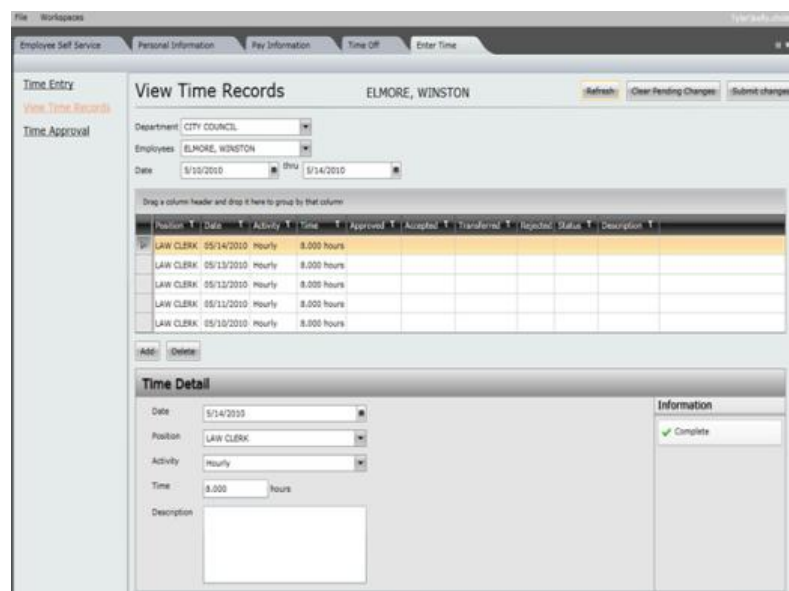 File Workspaces
Employee Self Service Personal Information Pay Information Time Off Enter Time
Time Entry
View Time Records
Time Approval
View Time Records ELMORE, WINSTON Refresh Clear Pending Changes Submit changes
Department CITY COUNCIL
Employees ELMORE, WINSTON
Date 5/10/2010 thru 5/14/2010
Drag a column header and drop it here to group by that column
Position Date Activity Time Approved Accepted Transferred Rejected Status Description
LAW CLERK 05/14/2010 Hourly 8.000 hours
LAW CLERK 05/13/2010 Hourly 8.000 hours
LAW CLERK 05/12/2010 Hourly 8.000 hours
LAW CLERK 05/11/2010 Hourly 8.000 hours
LAW CLERK 05/10/2010 Hourly 8.000 hours
Add Delete
Time Detail
Information
Complete
Date 5/14/2010
Position LAW CLERK
Activity Hourly
Time 8.000 hours
Description